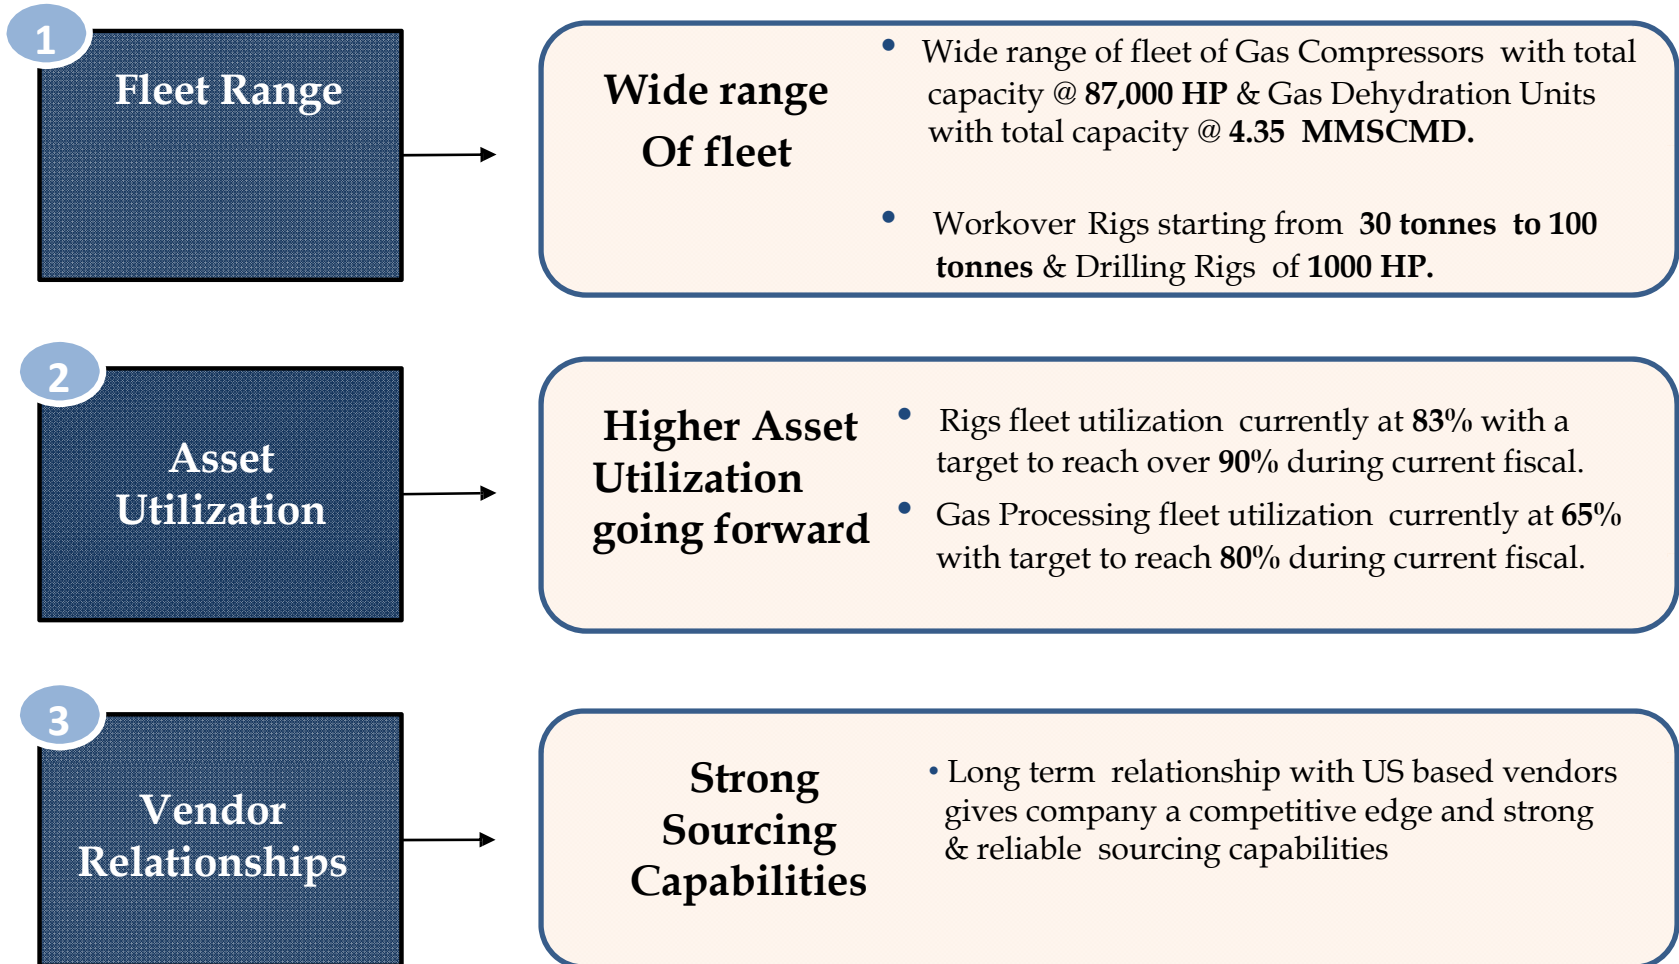 1
Fleet Range
Wide range
Of fleet
• Wide range of fleet of Gas Compressors with total
capacity @ 87,000 HP & Gas Dehydration Units
with total capacity @ 4.35 MMSCMD.
• Workover Rigs starting from 30 tonnes to 100
tonnes & Drilling Rigs of 1000 HP.
2
Asset
Utilization
Higher Asset
Utilization
going forward
• Rigs fleet utilization currently at 83% with a
target to reach over 90% during current fiscal.
• Gas Processing fleet utilization currently at 65%
with target to reach 80% during current fiscal.
3
Vendor
Relationships
Strong
Sourcing
Capabilities
• Long term relationship with US based vendors
gives company a competitive edge and strong
& reliable sourcing capabilities